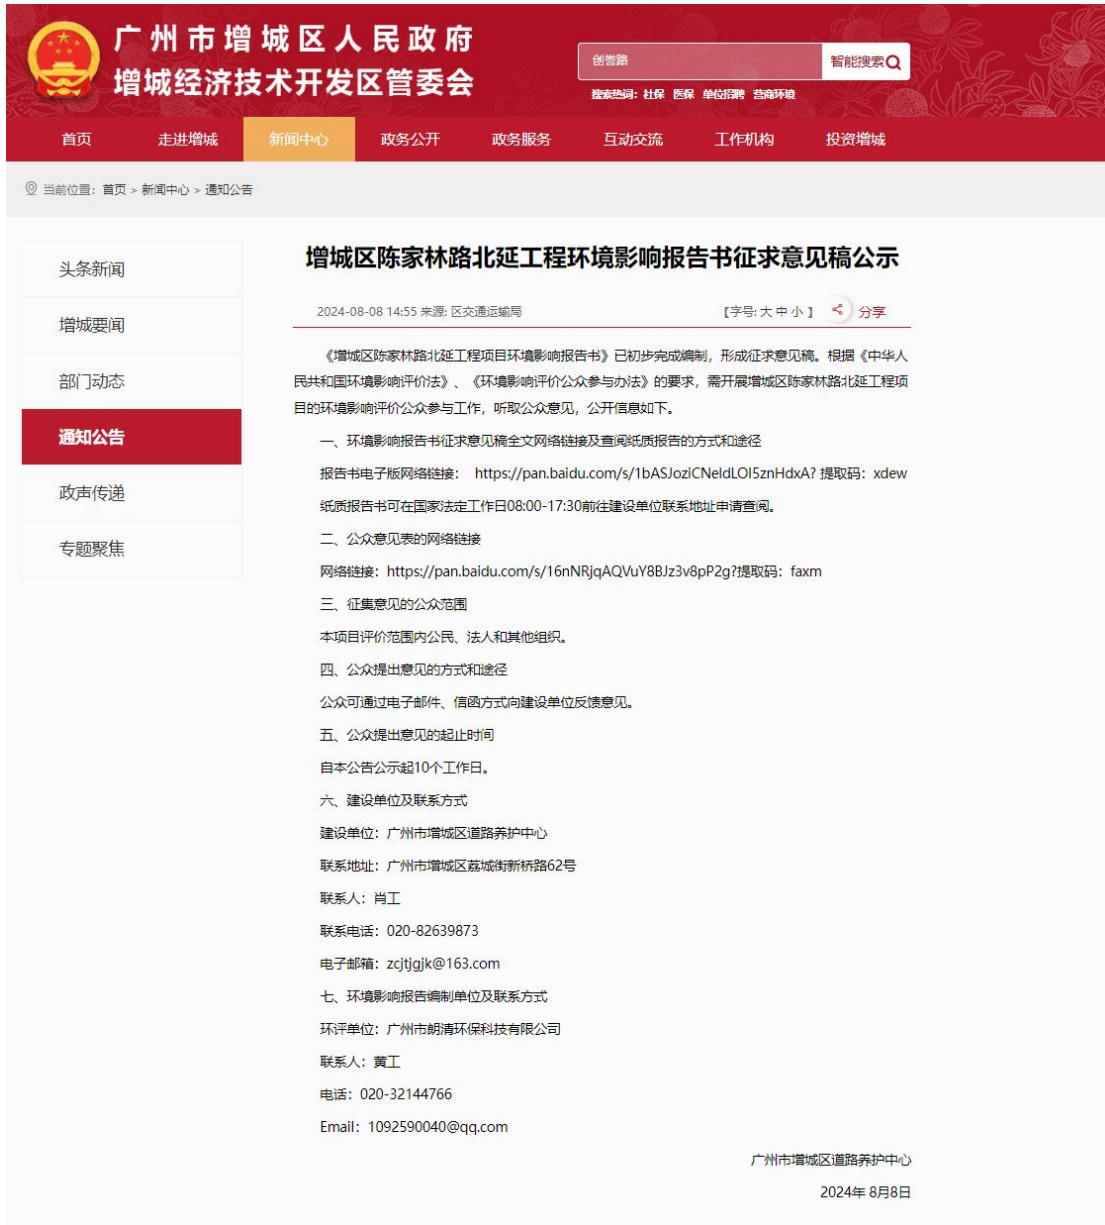 广州市增城区人民政府
增城经济技术开发区管委会
创誉路
智能搜索
搜索热词：社保 医保 单位招聘 营商环境
首页 走进增城 新闻中心 政务公开 政务服务 互动交流 工作机构 投资增城
当前位置：首页 > 新闻中心 > 通知公告
头条新闻
增城要闻
部门动态
通知公告
政声传递
专题聚焦
增城区陈家林路北延工程环境影响报告书征求意见稿公示
2024-08-08 14:55 来源: 区交通运输局
【字号: 大 中 小 】 分享
《增城区陈家林路北延工程项目环境影响报告书》已初步完成编制，形成征求意见稿。根据《中华人
民共和国环境影响评价法》、《环境影响评价公众参与办法》的要求，需开展增城区陈家林路北延工程项
目的环境影响评价公众参与工作，听取公众意见，公开信息如下。
一、环境影响报告书征求意见稿全文网络链接及查阅纸质报告的方式和途径
报告书电子版网络链接： https://pan.baidu.com/s/1bASJoziCNeldLOI5znHdxA? 提取码：xdew
纸质报告书可在国家法定工作日08:00-17:30前往建设单位联系地址申请查阅。
二、公众意见表的网络链接
网络链接：https://pan.baidu.com/s/16nNRjqAQVuY8BJz3v8pP2g?提取码：faxm
三、征集意见的公众范围
本项目评价范围内公民、法人和其他组织。
四、公众提出意见的方式和途径
公众可通过电子邮件、信函方式向建设单位反馈意见。
五、公众提出意见的起止时间
自本公告公示起10个工作日。
六、建设单位及联系方式
建设单位：广州市增城区道路养护中心
联系地址：广州市增城区荔城街新桥路62号
联系人：肖工
联系电话：020-82639873
电子邮箱：zcjtjgjk@163.com
七、环境影响报告编制单位及联系方式
环评单位：广州市朗清环保科技有限公司
联系人：黄工
电话：020-32144766
Email：1092590040@qq.com
广州市增城区道路养护中心
2024年 8月8日